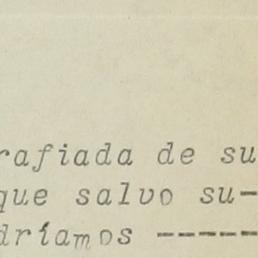 rafiada de su
que salvo su-
dríamos -----